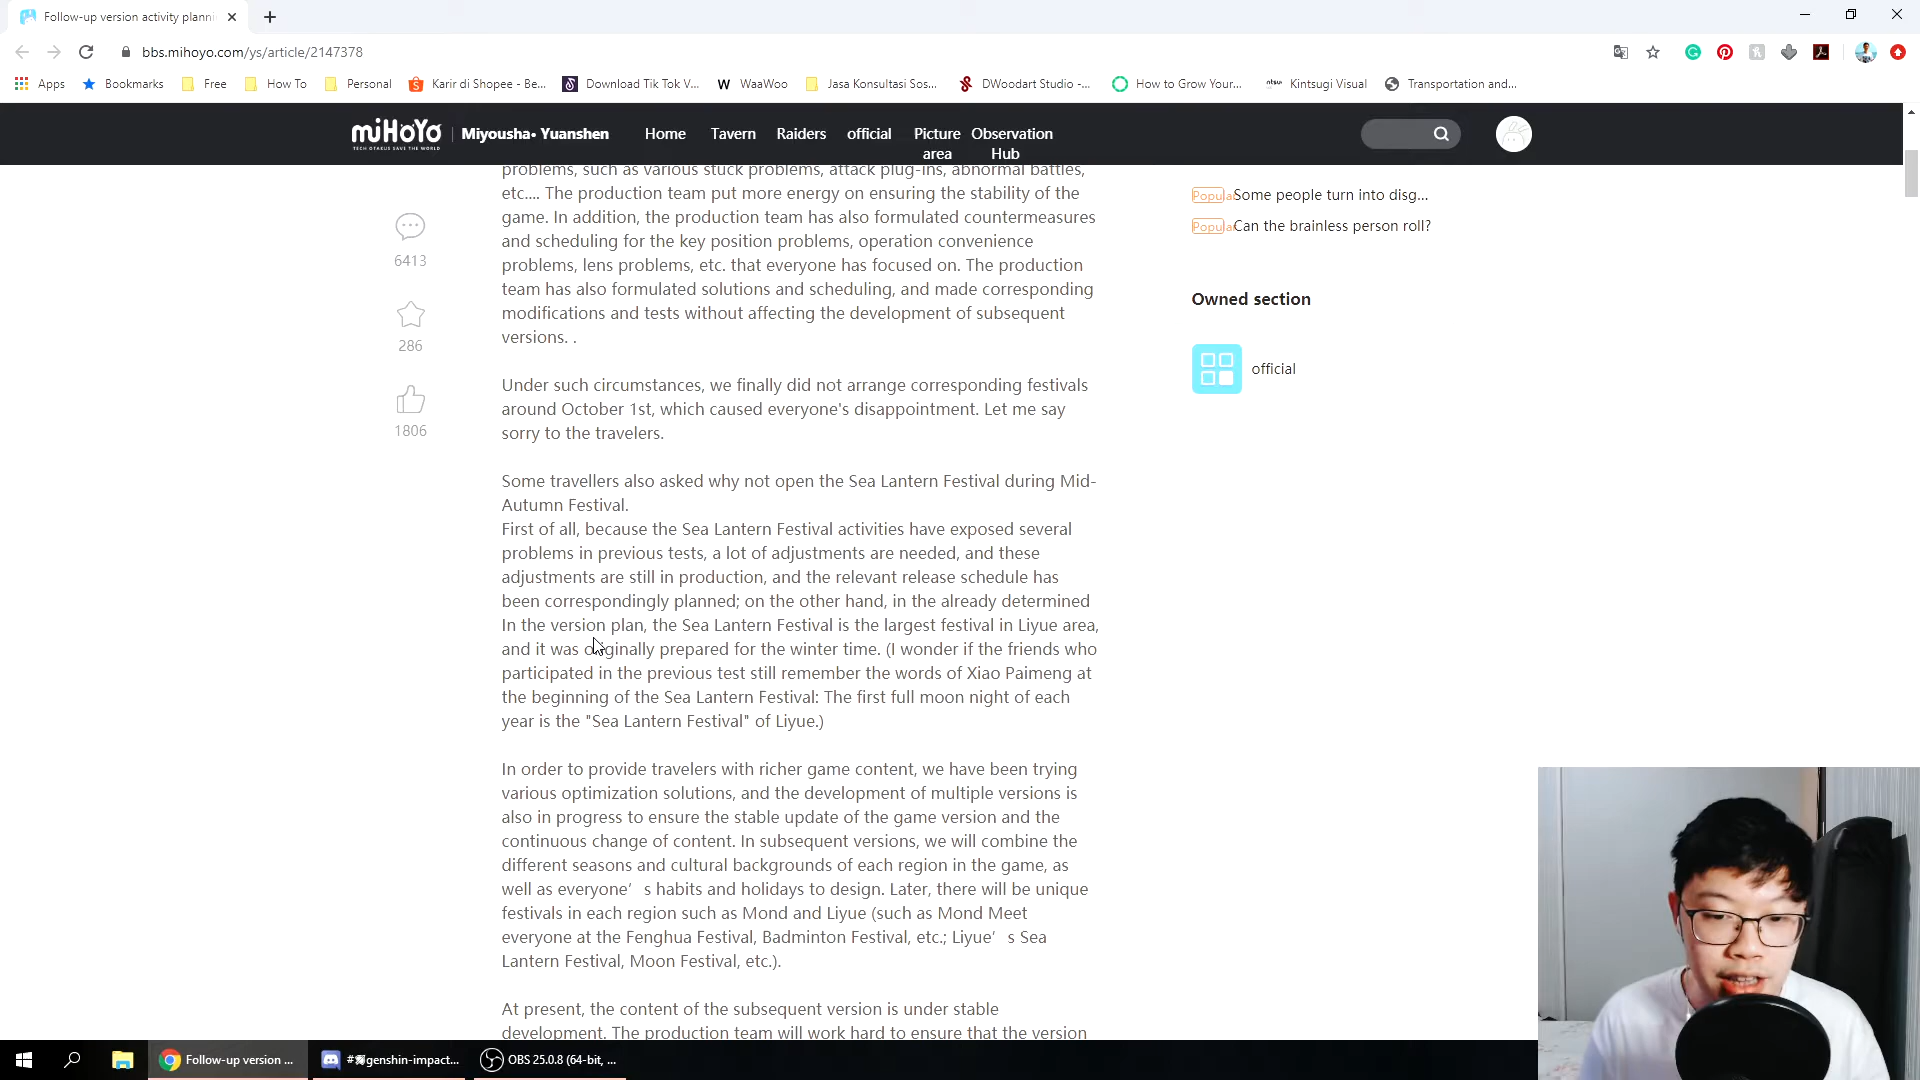 Follow-up version activity planni
bbs.mihoyo.com/ys/article/2147378
Apps
Bookmarks
Free
How To
Personal
Karir di Shopee - Be...
Download Tik Tok V...
WaaWoo
Jasa Konsultasi Sos...
DWoodart Studio -...
How to Grow Your...
Kintsugi Visual
Transportation and...
miHoYo
TECH OTAKUS SAVE THE WORLD
Miyousha• Yuanshen
Home
Tavern
Raiders
official
Picture area
Observation Hub
problems, such as various stuck problems, attack plug-ins, abnormal battles,
etc.... The production team put more energy on ensuring the stability of the
game. In addition, the production team has also formulated countermeasures
and scheduling for the key position problems, operation convenience
problems, lens problems, etc. that everyone has focused on. The production
team has also formulated solutions and scheduling, and made corresponding
modifications and tests without affecting the development of subsequent
versions. .
Under such circumstances, we finally did not arrange corresponding festivals
around October 1st, which caused everyone's disappointment. Let me say
sorry to the travelers.
Some travellers also asked why not open the Sea Lantern Festival during Mid-
Autumn Festival.
First of all, because the Sea Lantern Festival activities have exposed several
problems in previous tests, a lot of adjustments are needed, and these
adjustments are still in production, and the relevant release schedule has
been correspondingly planned; on the other hand, in the already determined
In the version plan, the Sea Lantern Festival is the largest festival in Liyue area,
and it was originally prepared for the winter time. (I wonder if the friends who
participated in the previous test still remember the words of Xiao Paimeng at
the beginning of the Sea Lantern Festival: The first full moon night of each
year is the "Sea Lantern Festival" of Liyue.)
In order to provide travelers with richer game content, we have been trying
various optimization solutions, and the development of multiple versions is
also in progress to ensure the stable update of the game version and the
continuous change of content. In subsequent versions, we will combine the
different seasons and cultural backgrounds of each region in the game, as
well as everyone' s habits and holidays to design. Later, there will be unique
festivals in each region such as Mond and Liyue (such as Mond Meet
everyone at the Fenghua Festival, Badminton Festival, etc.; Liyue' s Sea
Lantern Festival, Moon Festival, etc.).
At present, the content of the subsequent version is under stable
development. The production team will work hard to ensure that the version
6413
286
1806
Popular Some people turn into disg...
Popular Can the brainless person roll?
Owned section
official
Follow-up version ...
#genshin-impact...
OBS 25.0.8 (64-bit, ...